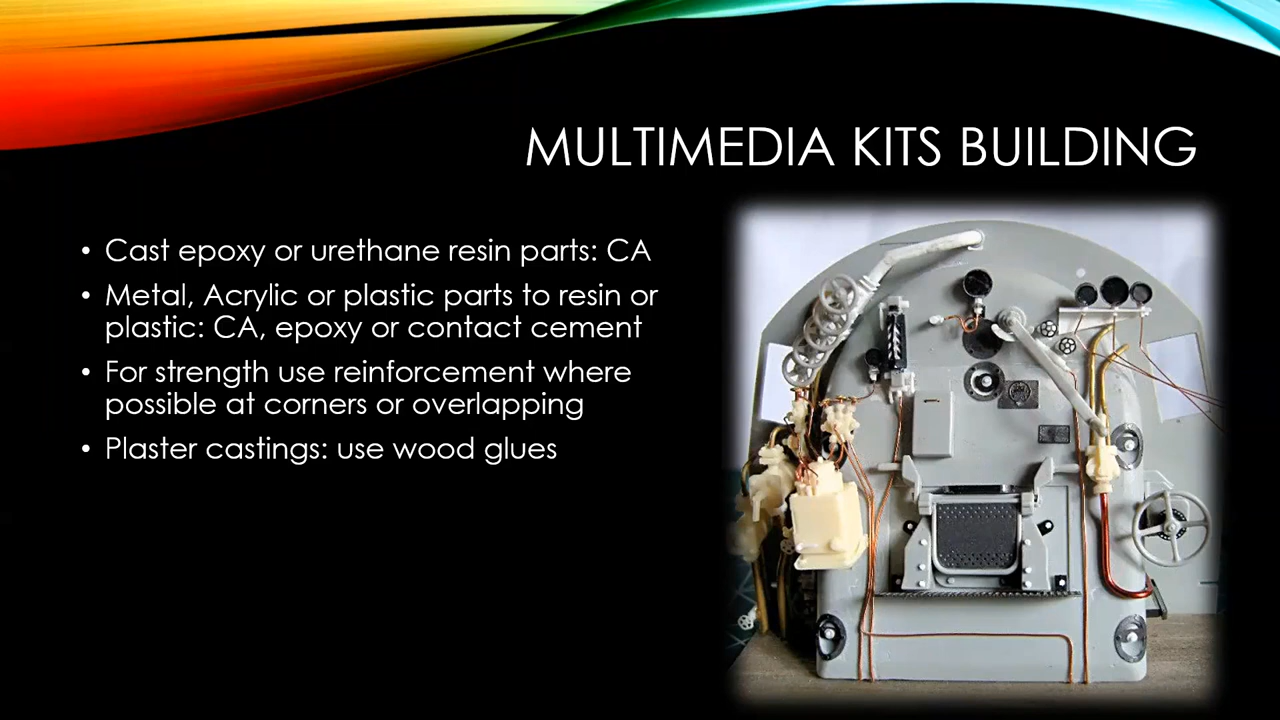 MULTIMEDIA KITS BUILDING
• Cast epoxy or urethane resin parts: CA
• Metal, Acrylic or plastic parts to resin or
plastic: CA, epoxy or contact cement
• For strength use reinforcement where
possible at corners or overlapping
• Plaster castings: use wood glues